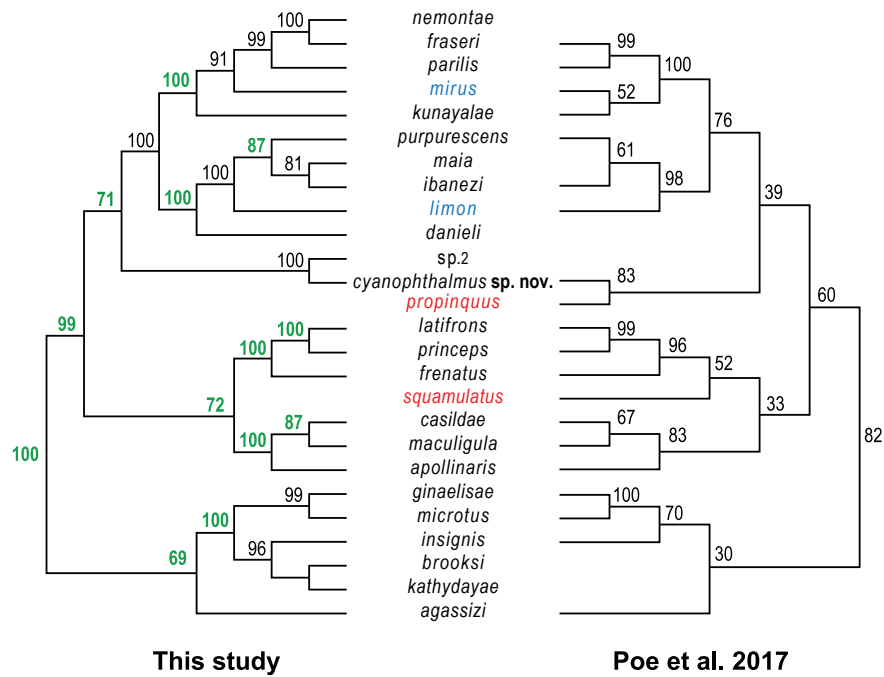 100 nemontae
99 fraseri 99
91 parilis 100
100 mirus 52
kunayalae 76
100 purpurescens
87 maia 61
100 81 ibanezi 98
100 limon 39
71 danieli
sp.2
100 cyanophthalmus sp. nov. 83
propinquus 60
99 latifrons
100 princeps 99
100 frenatus 96
squamulatus 52
72 casildae 33
87 maculigula 67
100 apollinaris 83
100 82
ginaelisae
99 microtus 100
100 insignis 70
96 brooksi
69 kathydayae 30
agassizi
This study Poe et al. 2017